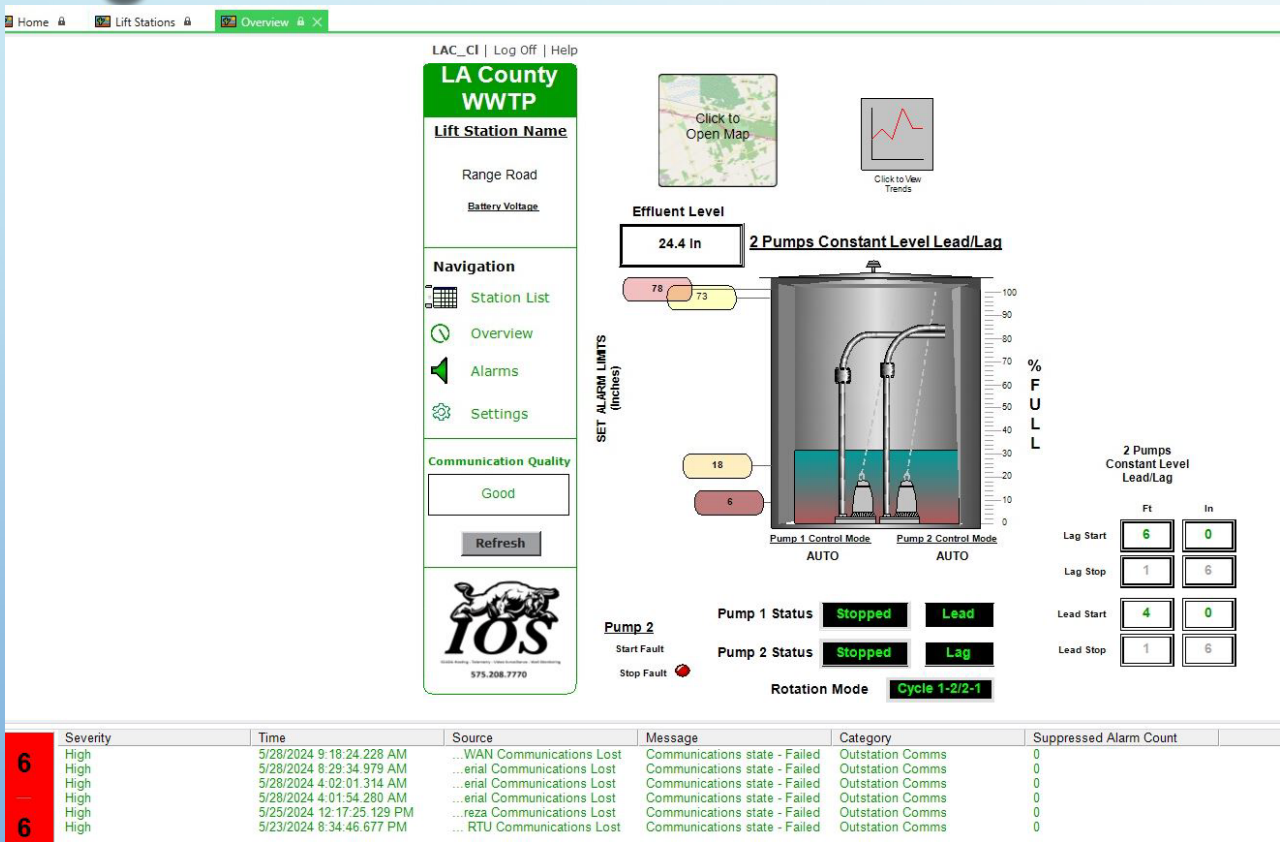 Home
Lift Stations
Overview
LAC_Cl | Log Off | Help
LA County
WWTP
Lift Station Name
Range Road
Battery Voltage
Navigation
Station List
Overview
Alarms
Settings
Communication Quality
Good
Refresh
IOS
575.208.7770
Click to
Open Map
Click to View
Trends
Effluent Level
24.4 In
2 Pumps Constant Level Lead/Lag
78
73
18
6
SET ALARM LIMITS
(Inches)
100
90
80
70
60
50
40
30
20
10
0
%
F
U
L
L
Pump 1 Control Mode
AUTO
Pump 2 Control Mode
AUTO
2 Pumps
Constant Level
Lead/Lag
Ft In
Lag Start 6 0
Lag Stop 1 6
Lead Start 4 0
Lead Stop 1 6
Pump 2
Start Fault
Stop Fault
Pump 1 Status Stopped Lead
Pump 2 Status Stopped Lag
Rotation Mode Cycle 1-2/2-1
6
6
Severity Time Source Message Category Suppressed Alarm Count
High 5/28/2024 9:18:24.228 AM ...WAN Communications Lost Communications state - Failed Outstation Comms 0
High 5/28/2024 8:29:34.979 AM ...erial Communications Lost Communications state - Failed Outstation Comms 0
High 5/28/2024 4:02:01.314 AM ...erial Communications Lost Communications state - Failed Outstation Comms 0
High 5/28/2024 4:01:54.280 AM ...erial Communications Lost Communications state - Failed Outstation Comms 0
High 5/25/2024 12:17:25.129 PM ...reza Communications Lost Communications state - Failed Outstation Comms 0
High 5/23/2024 8:34:46.677 PM ... RTU Communications Lost Communications state - Failed Outstation Comms 0